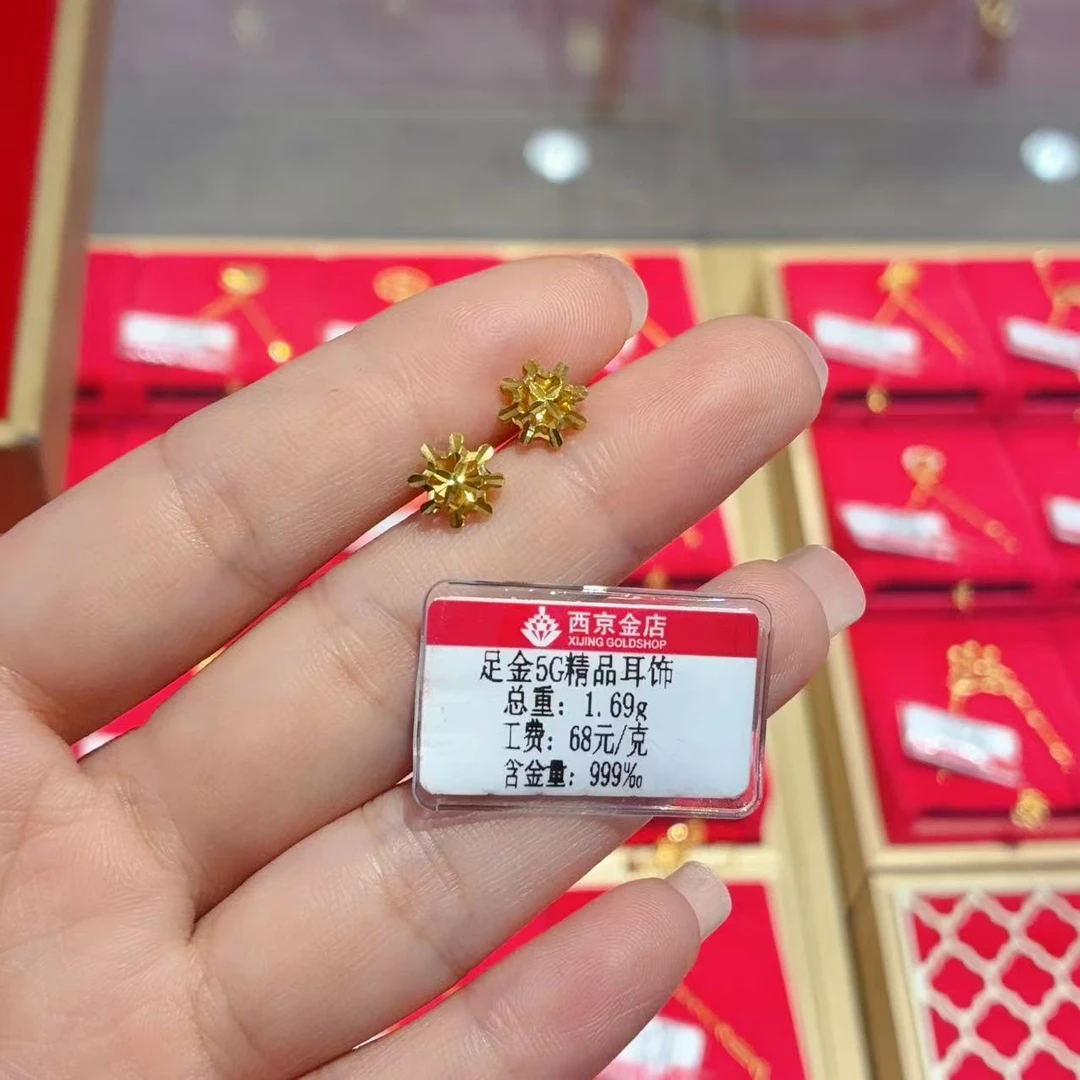 西京金店
XIJING GOLDSHOP
足金5G精品耳饰
总重：1.69g
工费：68元/克
含金量：999‰